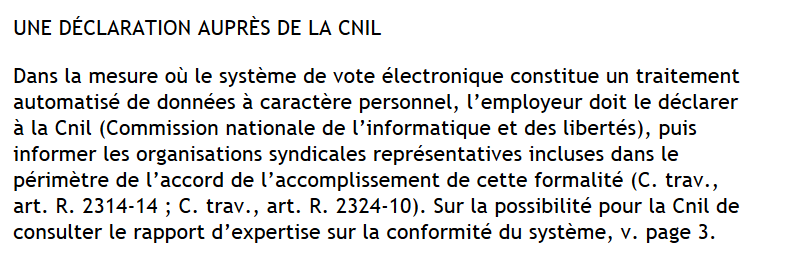 UNE DÉCLARATION AUPRÈS DE LA CNIL
Dans la mesure où le système de vote électronique constitue un traitement
automatisé de données à caractère personnel, l’employeur doit le déclarer
à la Cnil (Commission nationale de l’informatique et des libertés), puis
informer les organisations syndicales représentatives incluses dans le
périmètre de l’accord de l’accomplissement de cette formalité (C. trav.,
art. R. 2314-14 ; C. trav., art. R. 2324-10). Sur la possibilité pour la Cnil de
consulter le rapport d’expertise sur la conformité du système, v. page 3.